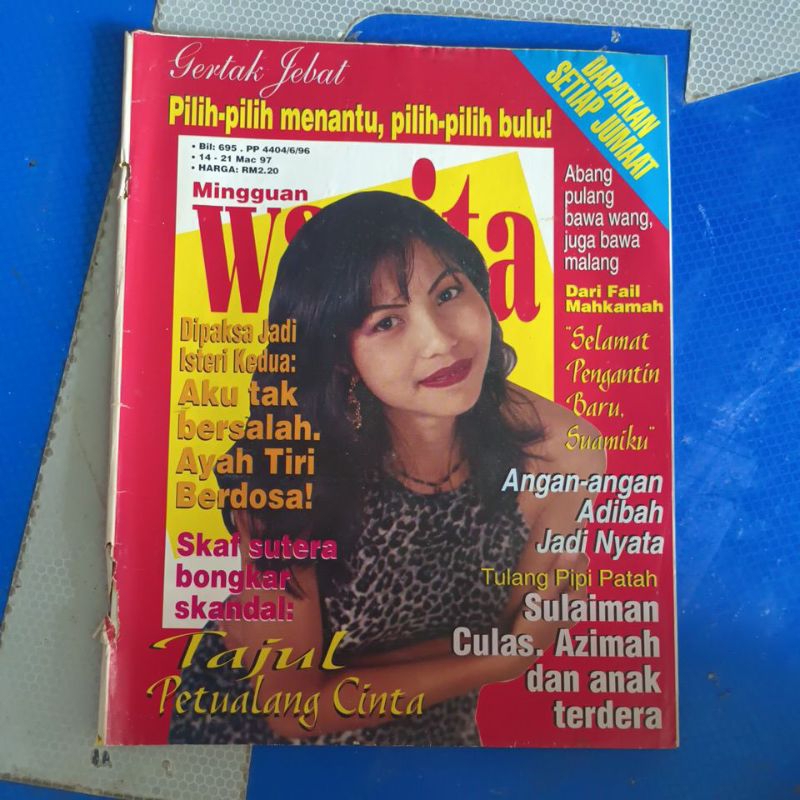 Gertak Jebat
Pilih-pilih menantu, pilih-pilih bulu!
DAPATKAN
SETIAP JUMAAT
• Bil: 695 . PP 4404/6/96
• 14 - 21 Mac 97
• HARGA: RM2.20
Mingguan
wanita
Abang
pulang
bawa wang,
juga bawa
malang
Dari Fail
Mahkamah
"Selamat
Pengantin
Baru,
Suamiku"
Dipaksa Jadi
Isteri Kedua:
Aku tak
bersalah.
Ayah Tiri
Berdosa!
Angan-angan
Adibah
Jadi Nyata
Skaf sutera
bongkar
skandal:
Tajul
Petualang Cinta
Tulang Pipi Patah
Sulaiman
Culas. Azimah
dan anak
terdera